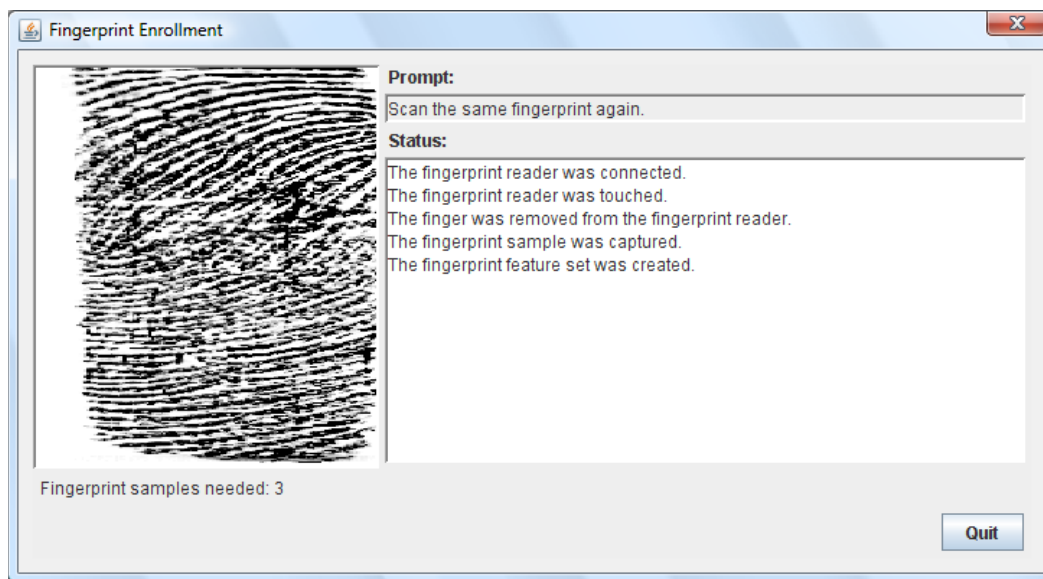 Fingerprint Enrollment
Prompt:
Scan the same fingerprint again.
Status:
The fingerprint reader was connected.
The fingerprint reader was touched.
The finger was removed from the fingerprint reader.
The fingerprint sample was captured.
The fingerprint feature set was created.
Fingerprint samples needed: 3
Quit